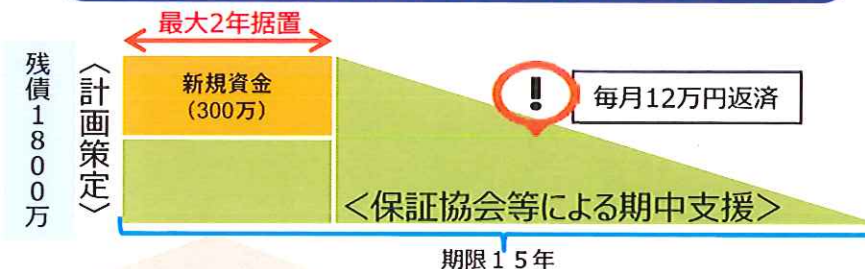 最大2年据置
残債1800万
〈計画策定〉
新規資金
(300万)
!
毎月12万円返済
<保証協会等による期中支援>
期限15年